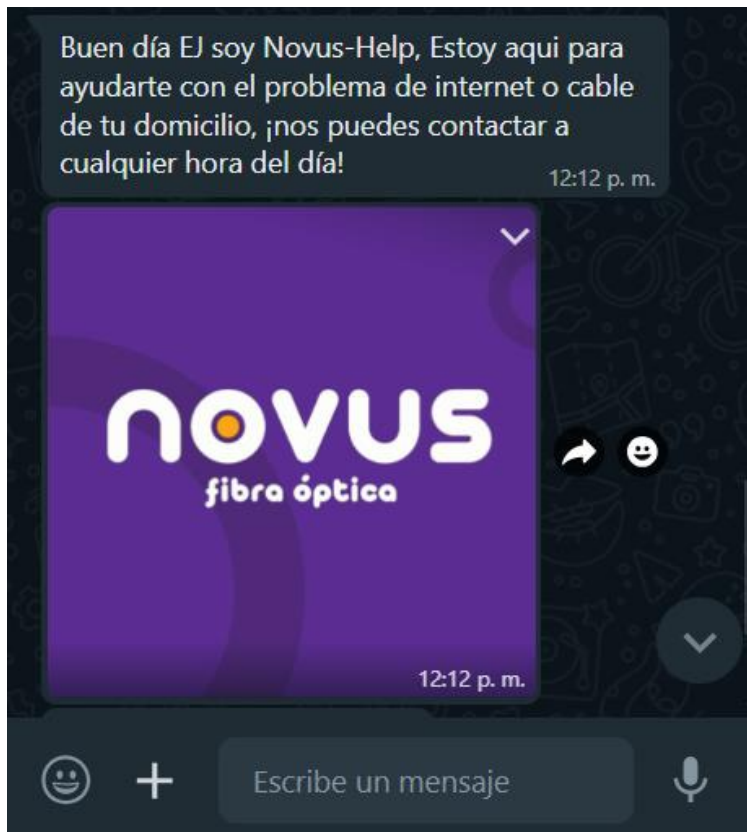 Buen día EJ soy Novus-Help, Estoy aqui para
ayudarte con el problema de internet o cable
de tu domicilio, ¡nos puedes contactar a
cualquier hora del día!
12:12 p. m.
novus
fibra óptica
12:12 p. m.
Escribe un mensaje